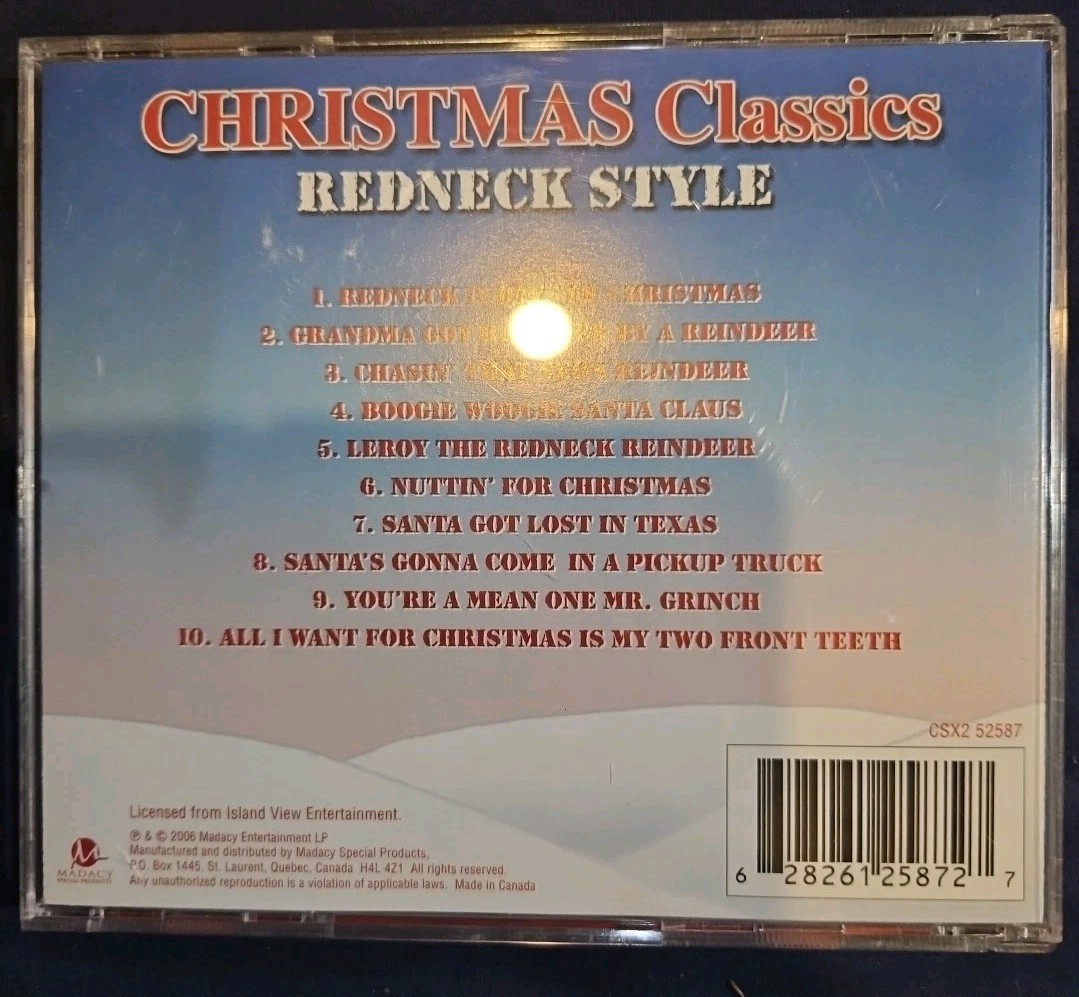 CHRISTMAS Classics
REDNECK STYLE
1. REDNECK CHRISTMAS
2. GRANDMA GOT BY A REINDEER
3. CHASIN' REINDEER
4. BOOGIE WOOGIE SANTA CLAUS
5. LEROY THE REDNECK REINDEER
6. NUTTIN' FOR CHRISTMAS
7. SANTA GOT LOST IN TEXAS
8. SANTA'S GONNA COME IN A PICKUP TRUCK
9. YOU'RE A MEAN ONE MR. GRINCH
10. ALL I WANT FOR CHRISTMAS IS MY TWO FRONT TEETH
CSX2 52587
Licensed from Island View Entertainment.
℗ & © 2006 Madacy Entertainment LP
Manufactured and distributed by Madacy Special Products,
P.O. Box 1445, St. Laurent, Quebec, Canada H4L 4Z1 All rights reserved.
Any unauthorized reproduction is a violation of applicable laws. Made in Canada
MADACY
SPECIAL PRODUCTS
6 28261 25872 7